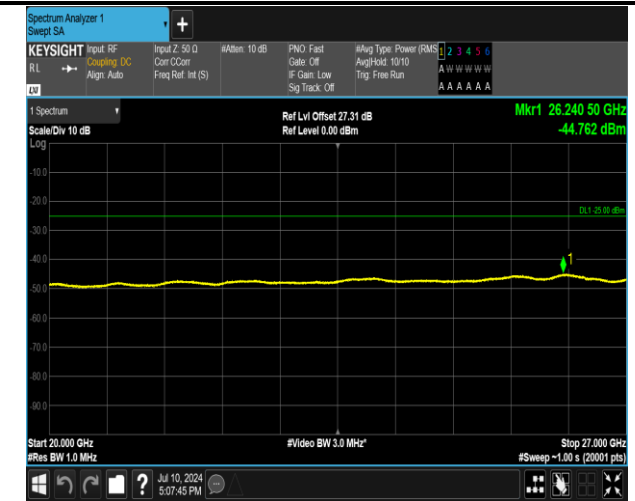 Spectrum Analyzer 1
Swept SA
KEYSIGHT
RL
LXI
Input: RF
Coupling: DC
Align: Auto
Input Z: 50 Ω
Corr CCorr
Freq Ref: Int (S)
#Atten: 10 dB
PNO: Fast
Gate: Off
IF Gain: Low
Sig Track: Off
#Avg Type: Power (RMS
Avg|Hold: 10/10
Trig: Free Run
1 2 3 4 5 6
A W W W W W
A A A A A A
1 Spectrum
Scale/Div 10 dB
Log
Ref Lvl Offset 27.31 dB
Ref Level 0.00 dBm
Mkr1 26.240 50 GHz
-44.762 dBm
-10.0
DL1 -25.00 dBm
-30.0
-40.0
1
-50.0
-60.0
-70.0
-80.0
-90.0
Start 20.000 GHz
#Res BW 1.0 MHz
#Video BW 3.0 MHz*
Stop 27.000 GHz
#Sweep ~1.00 s (20001 pts)
?
Jul 10, 2024
5:07:45 PM